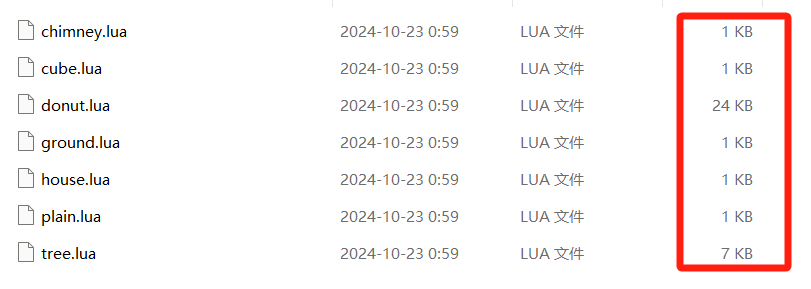 chimney.lua 2024-10-23 0:59 LUA 文件 1 KB
cube.lua 2024-10-23 0:59 LUA 文件 1 KB
donut.lua 2024-10-23 0:59 LUA 文件 24 KB
ground.lua 2024-10-23 0:59 LUA 文件 1 KB
house.lua 2024-10-23 0:59 LUA 文件 1 KB
plain.lua 2024-10-23 0:59 LUA 文件 1 KB
tree.lua 2024-10-23 0:59 LUA 文件 7 KB